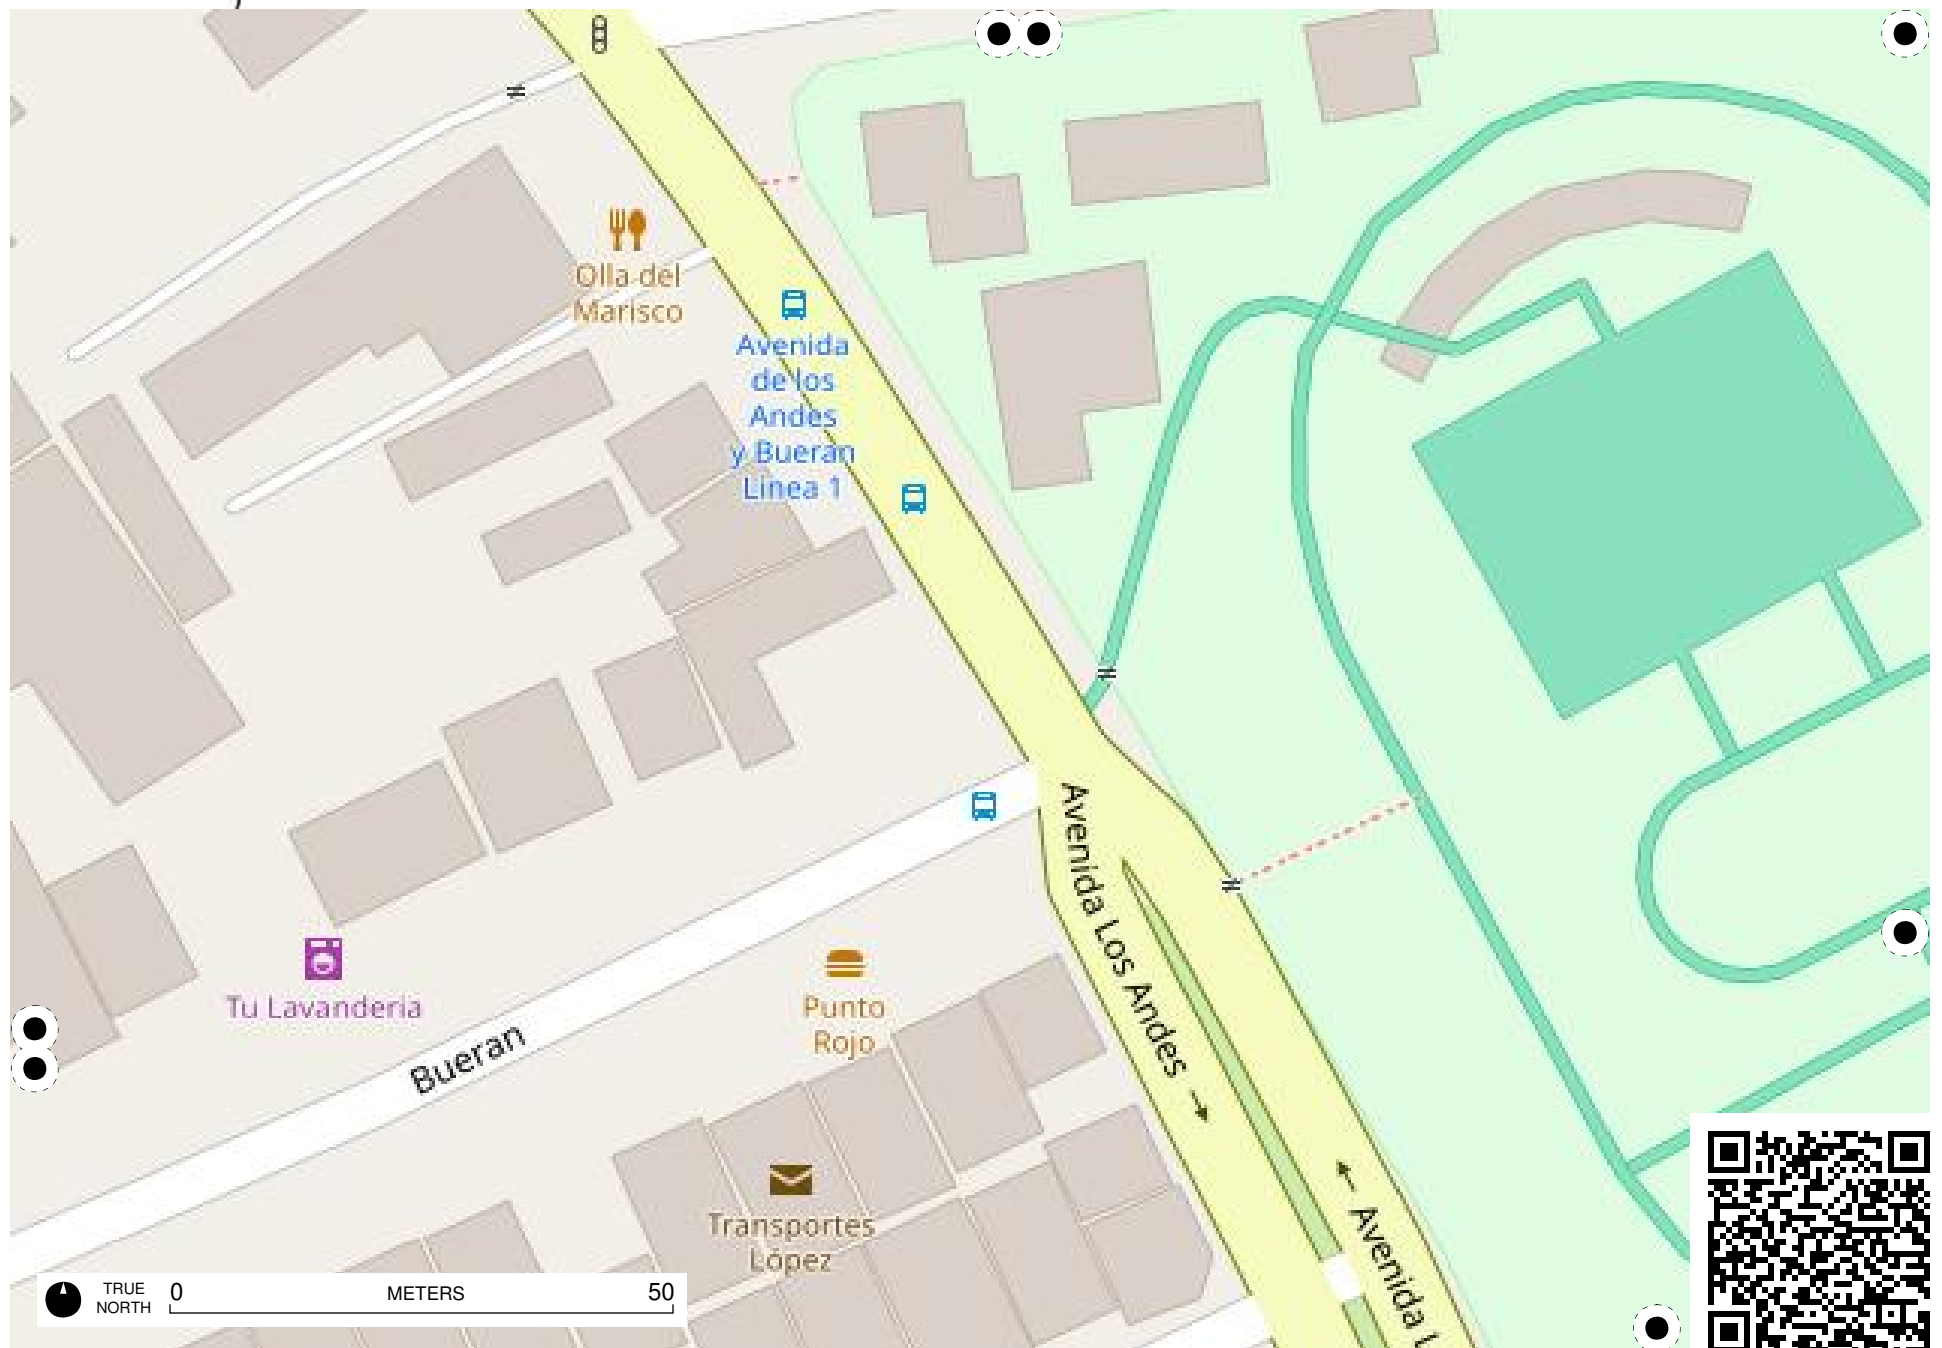 Olla del
Marisco
Avenida
de los
Andes
y Bueran
Línea 1
Avenida Los Andes
Tu Lavanderia
Punto
Rojo
Bueran
Transportes
López
Avenida L
TRUE
NORTH
0 METERS 50